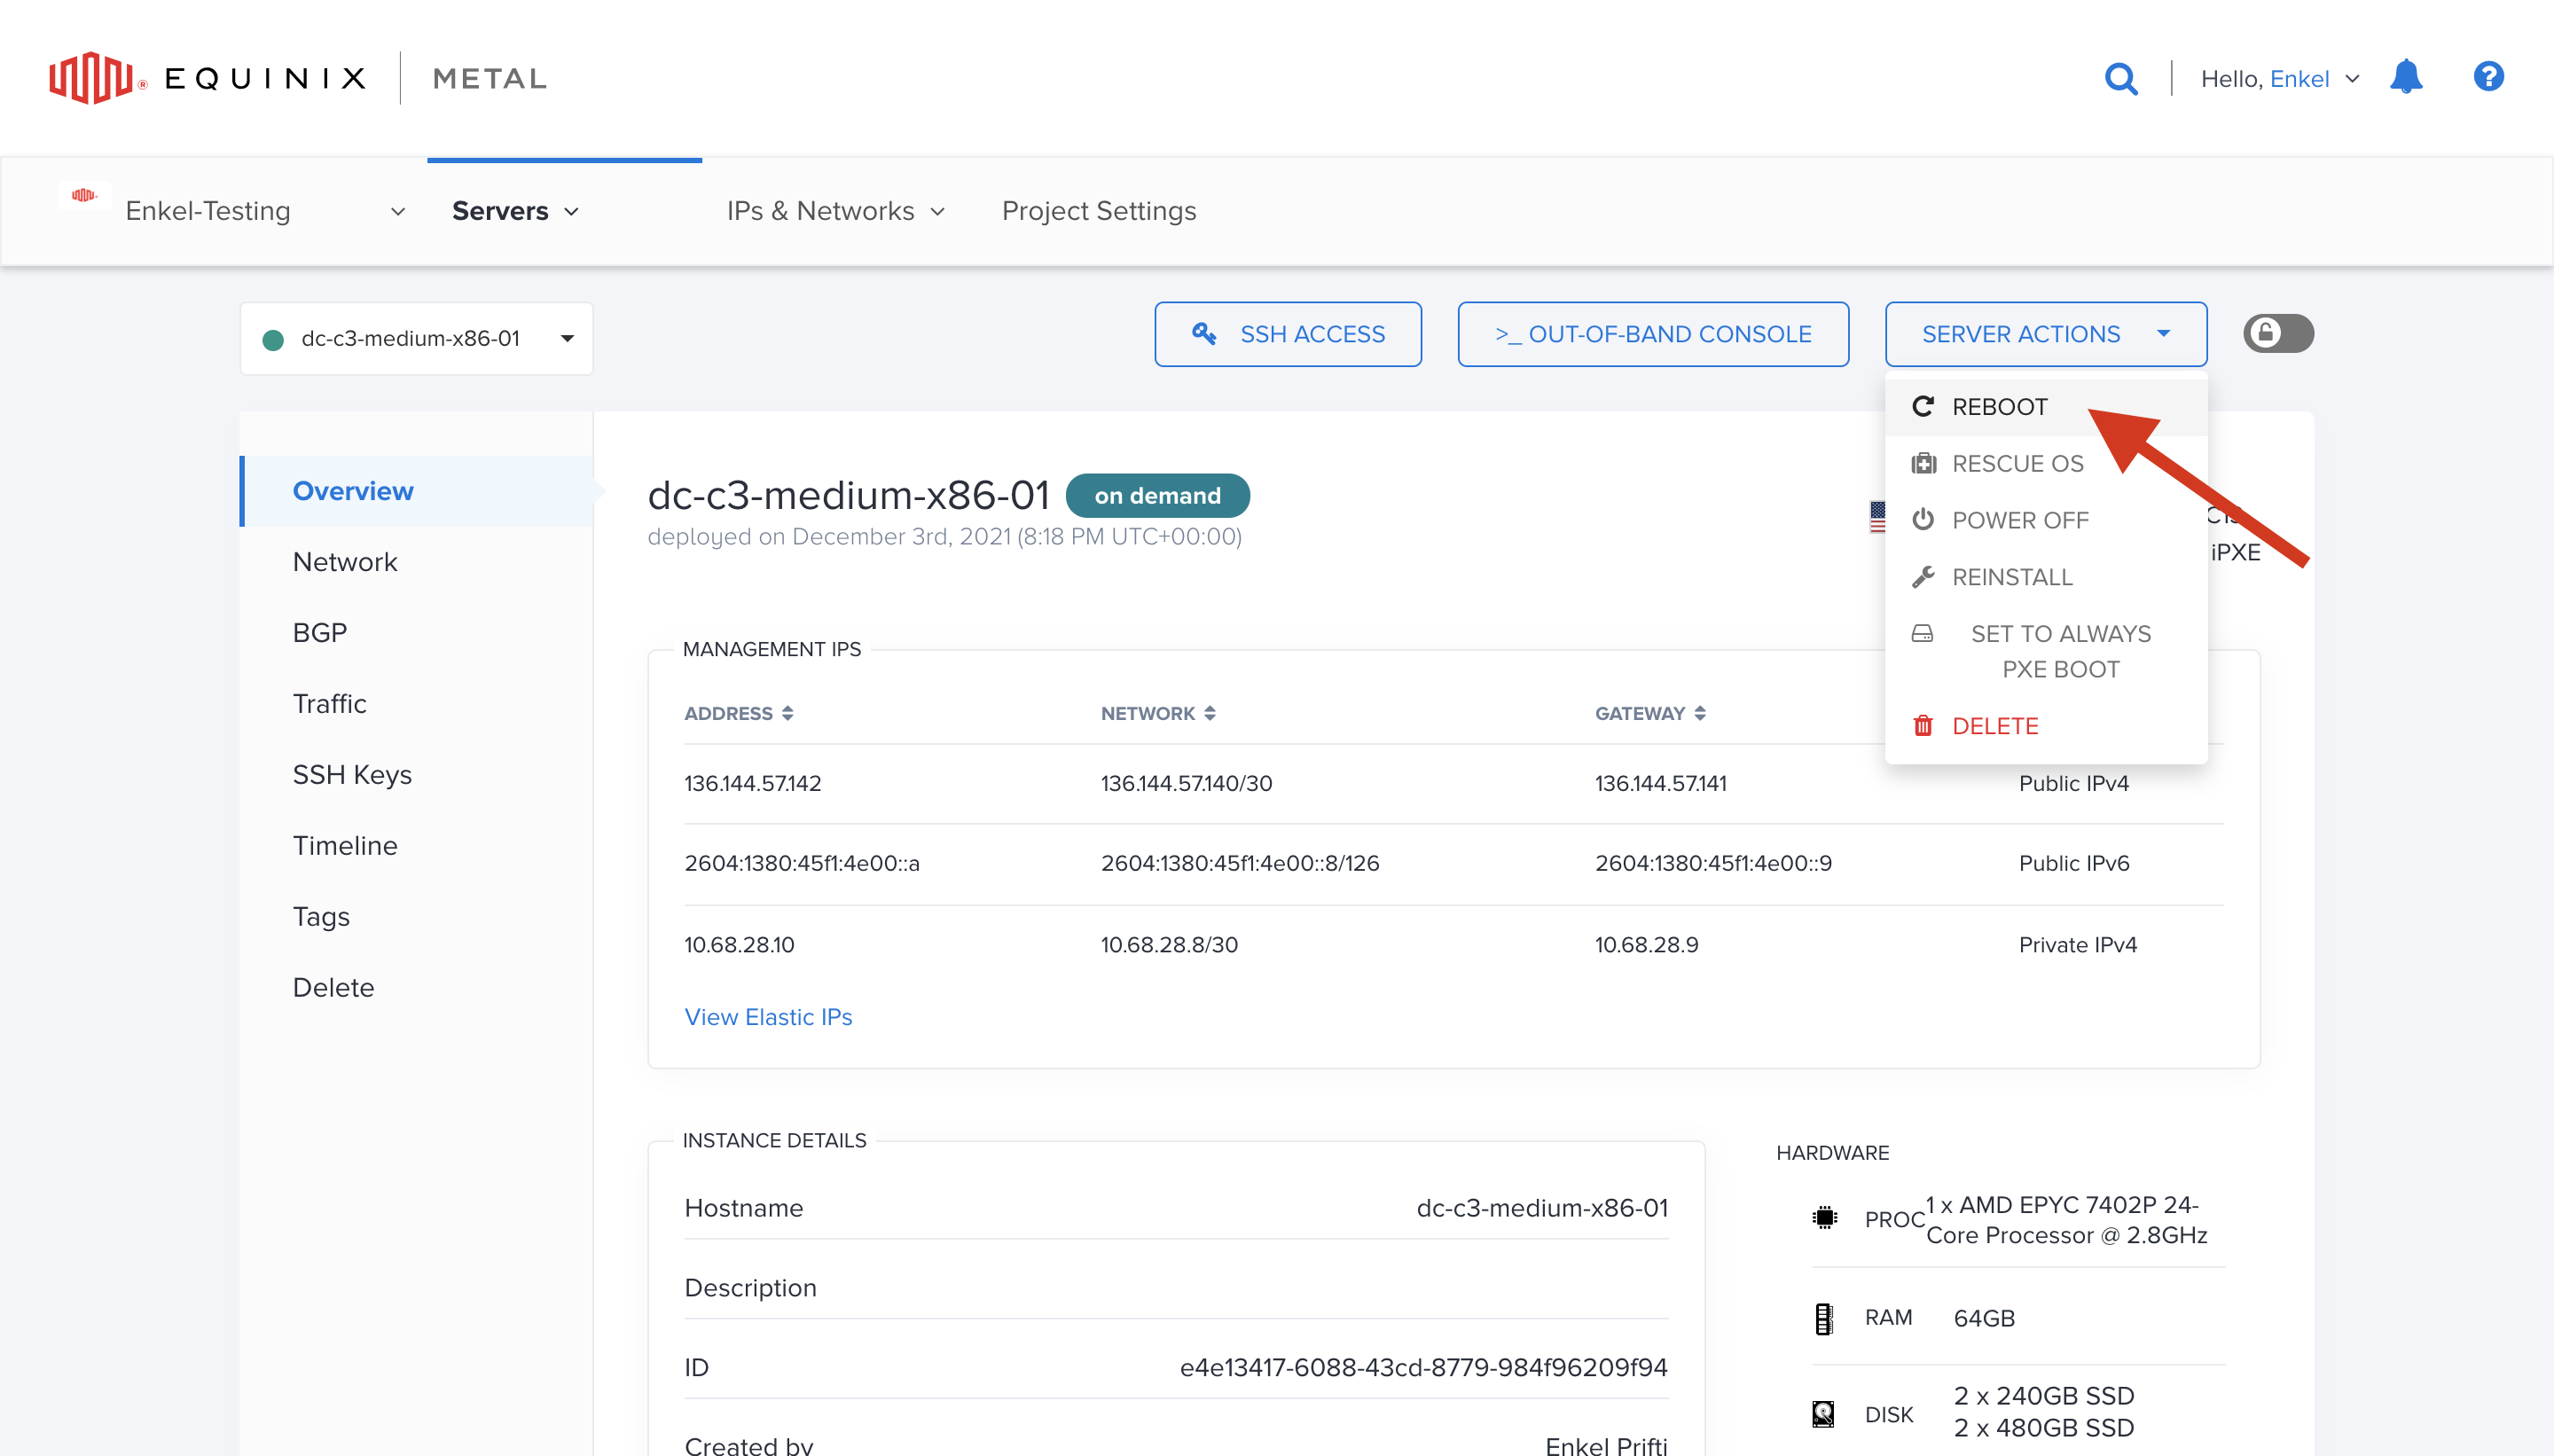 EQUINIX | METAL
Hello, Enkel
Enkel-Testing
Servers
IPs & Networks
Project Settings
dc-c3-medium-x86-01
SSH ACCESS
>_ OUT-OF-BAND CONSOLE
SERVER ACTIONS
REBOOT
RESCUE OS
POWER OFF
REINSTALL
SET TO ALWAYS
PXE BOOT
DELETE
Overview
Network
BGP
Traffic
SSH Keys
Timeline
Tags
Delete
dc-c3-medium-x86-01 on demand
deployed on December 3rd, 2021 (8:18 PM UTC+00:00)
iPXE
MANAGEMENT IPS
ADDRESS NETWORK GATEWAY
136.144.57.142 136.144.57.140/30 136.144.57.141 Public IPv4
2604:1380:45f1:4e00::a 2604:1380:45f1:4e00::8/126 2604:1380:45f1:4e00::9 Public IPv6
10.68.28.10 10.68.28.8/30 10.68.28.9 Private IPv4
View Elastic IPs
INSTANCE DETAILS
Hostname dc-c3-medium-x86-01
Description
ID e4e13417-6088-43cd-8779-984f96209f94
Created by Enkel Prifti
HARDWARE
PROC 1 x AMD EPYC 7402P 24-
Core Processor @ 2.8GHz
RAM 64GB
DISK 2 x 240GB SSD
2 x 480GB SSD